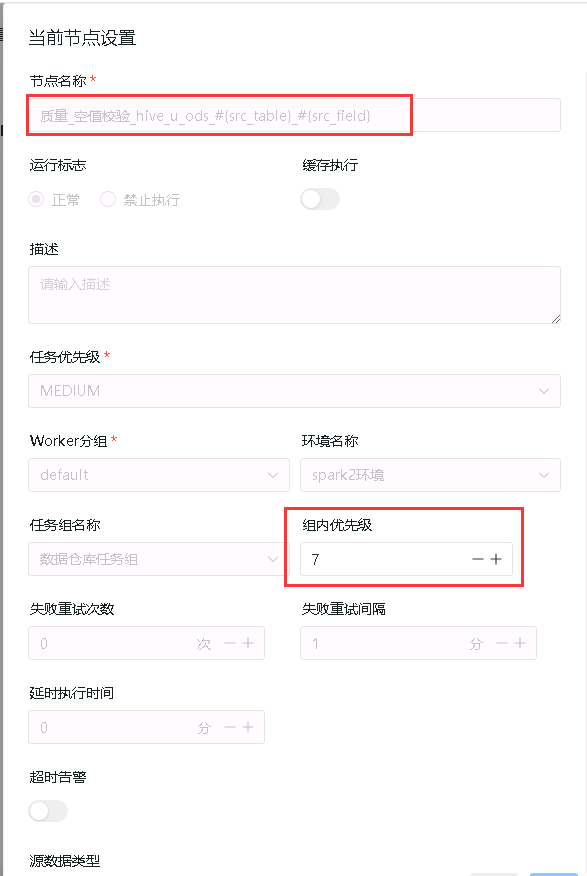 当前节点设置
节点名称 *
质量_空值校验_hive_u_ods_#{src_table}_#{src_field}
运行标志 缓存执行
正常 禁止执行
描述
请输入描述
任务优先级 *
MEDIUM
Worker分组 * 环境名称
default spark2环境
任务组名称 组内优先级
数据仓库任务组 7
失败重试次数 失败重试间隔
0 次 1 分
延时执行时间
0 分
超时告警
源数据类型